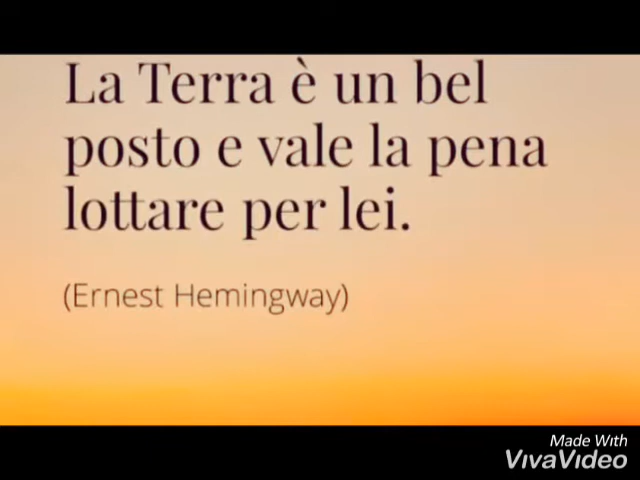 La Terra è un bel
posto e vale la pena
lottare per lei.
(Ernest Hemingway)
Made With
VivaVideo